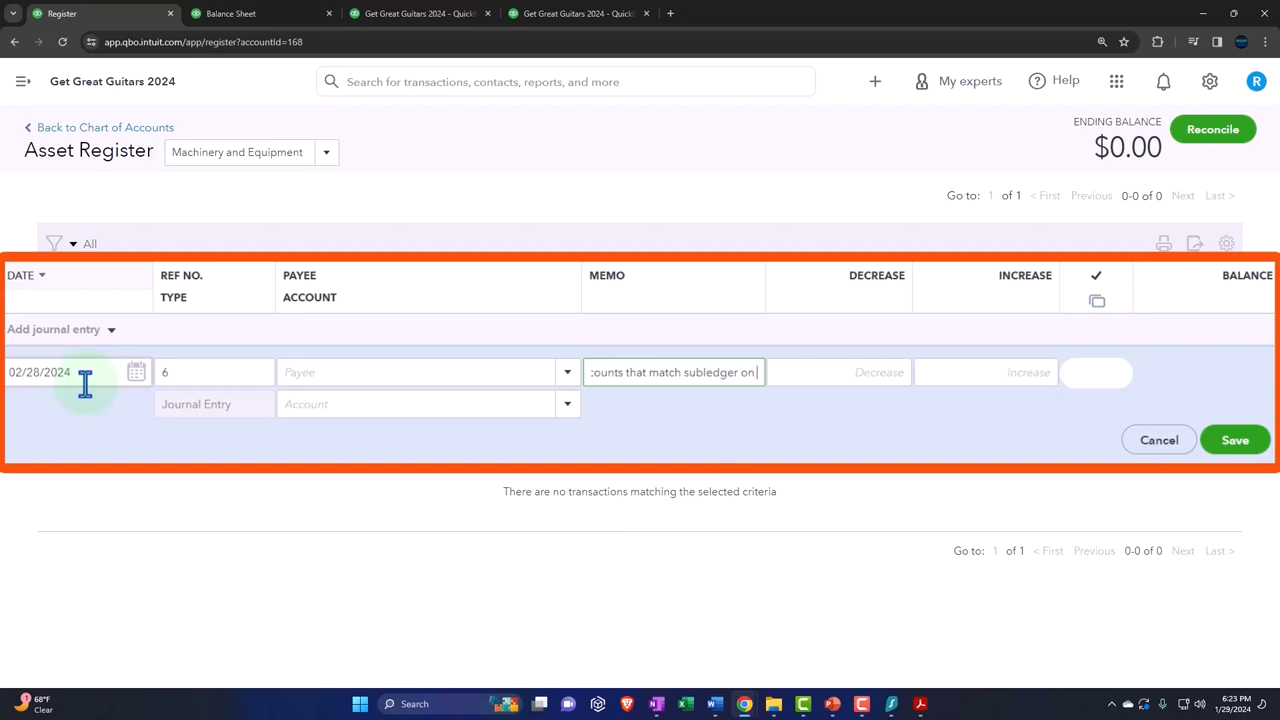 Register
Balance Sheet
Get Great Guitars 2024 - Quick
Get Great Guitars 2024 - Quick
app.qbo.intuit.com/app/register?accountId=168
Get Great Guitars 2024
Search for transactions, contacts, reports, and more
My experts
Help
R
Back to Chart of Accounts
ENDING BALANCE
Reconcile
Asset Register
Machinery and Equipment
$0.00
Go to: 1 of 1 < First Previous 0-0 of 0 Next Last >
All
DATE REF NO. PAYEE MEMO DECREASE INCREASE BALANCE
TYPE ACCOUNT
Add journal entry
02/28/2024 6 Payee counts that match subledger on Decrease Increase
Journal Entry Account
Cancel Save
There are no transactions matching the selected criteria
Go to: 1 of 1 < First Previous 0-0 of 0 Next Last >
68°F
Clear
Search
6:23 PM
1/29/2024